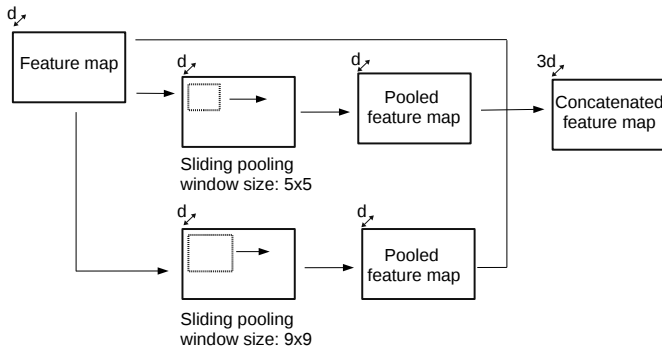 d
Feature map
d
d
Pooled
feature map
3d
Concatenated
feature map
Sliding pooling
window size: 5x5
d
d
Pooled
feature map
Sliding pooling
window size: 9x9